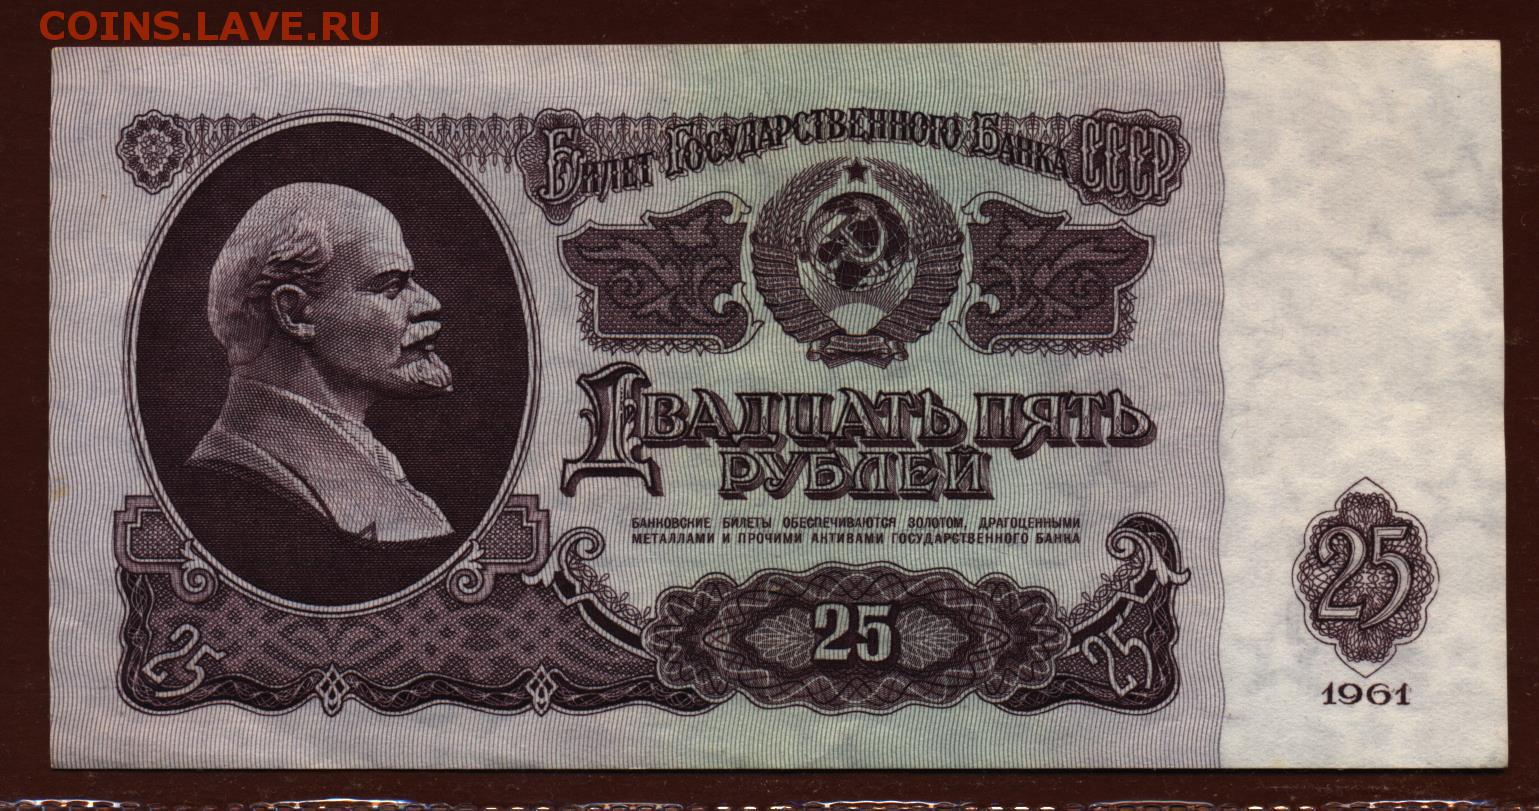 COINS.LAVE.RU
Билет Государственного Банка СССР
Двадцать пять
рублей
БАНКОВСКИЕ БИЛЕТЫ ОБЕСПЕЧИВАЮТСЯ ЗОЛОТОМ, ДРАГОЦЕННЫМИ
МЕТАЛЛАМИ И ПРОЧИМИ АКТИВАМИ ГОСУДАРСТВЕННОГО БАНКА
25
25
25
25
1961